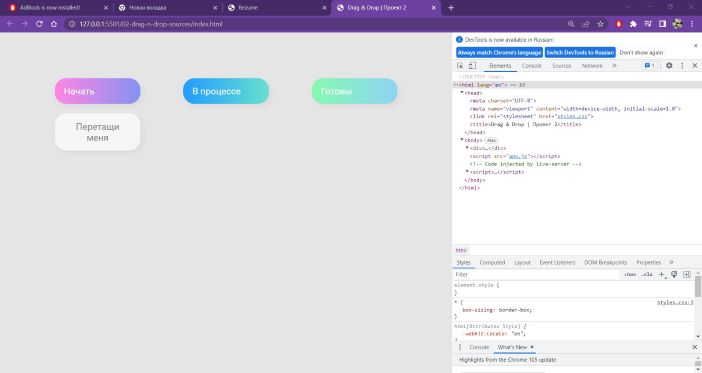 AdBlock is now installed!
Новая вкладка
Rezume
Drag & Drop | Проект 2
127.0.0.1:5501/02-drag-n-drop-sources/index.html
Начать
В процессе
Готовы
Перетащи
меня
DevTools is now available in Russian!
Always match Chrome's language
Switch DevTools to Russian
Don't show again
Elements
Console
Sources
Network
»
1
<!DOCTYPE html>
<html lang="en"> == $0
<head>
<meta charset="UTF-8">
<meta name="viewport" content="width=device-width, initial-scale=1.0">
<link rel="stylesheet" href="styles.css">
<title>Drag & Drop | Проект 2</title>
</head>
<body> flex
<div>…</div>
<script src="app.js"></script>
<!-- Code injected by live-server -->
<script>…</script>
</body>
</html>
html
Styles
Computed
Layout
Event Listeners
DOM Breakpoints
Properties
»
Filter
:hov
.cls
element.style {
}
* {
styles.css:3
box-sizing: border-box;
}
html[Attributes Style] {
-webkit-locale: "en";
Console
What's New
Highlights from the Chrome 105 update